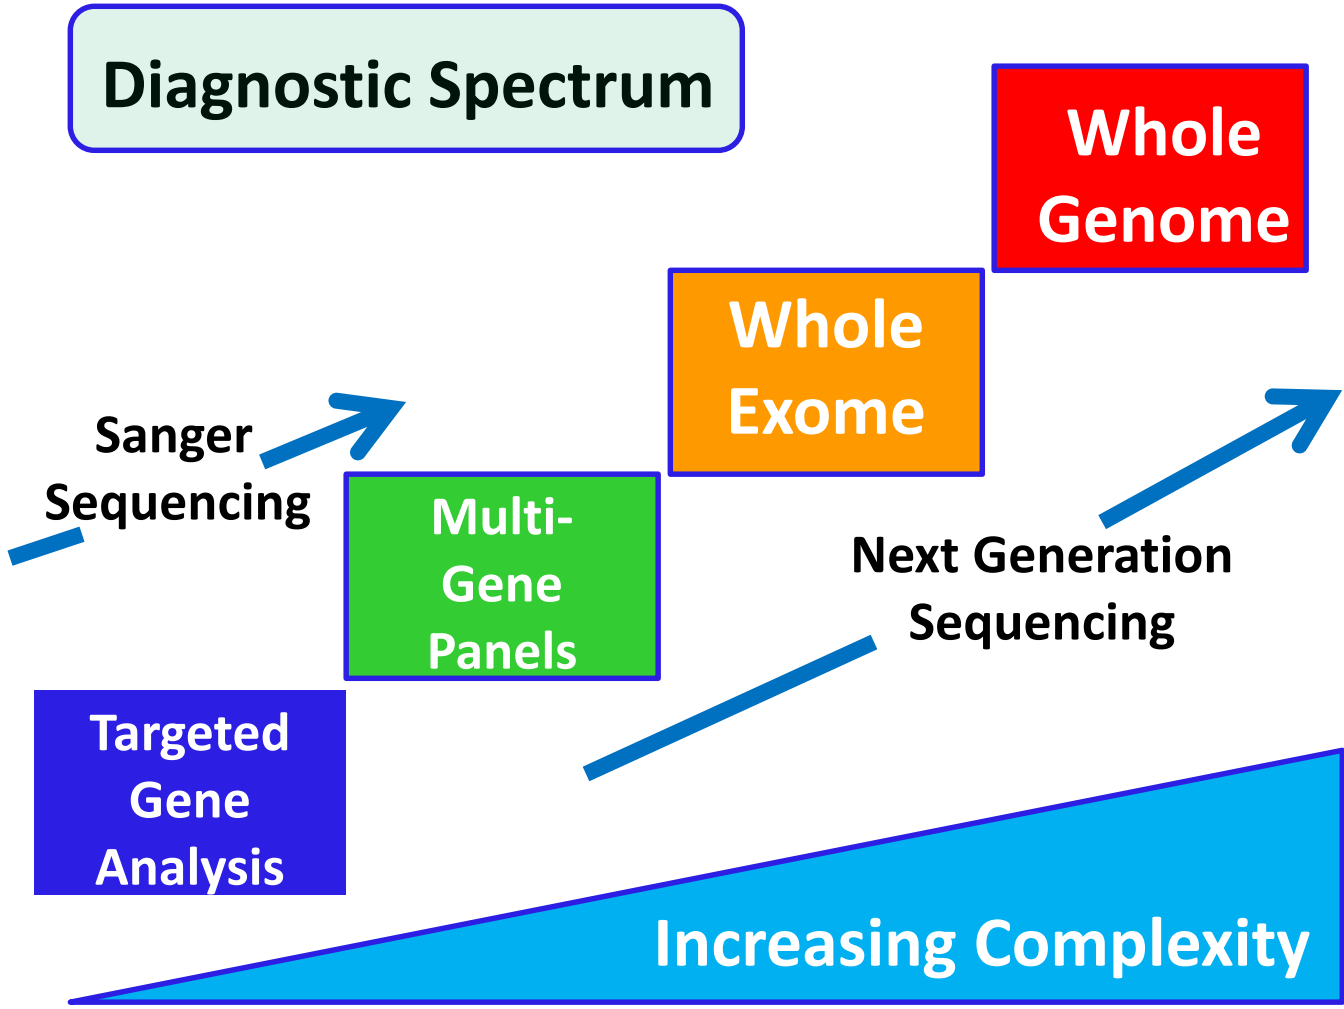 Diagnostic Spectrum
Whole
Genome
Whole
Exome
Sanger
Sequencing
Multi-
Gene
Panels
Next Generation
Sequencing
Targeted
Gene
Analysis
Increasing Complexity